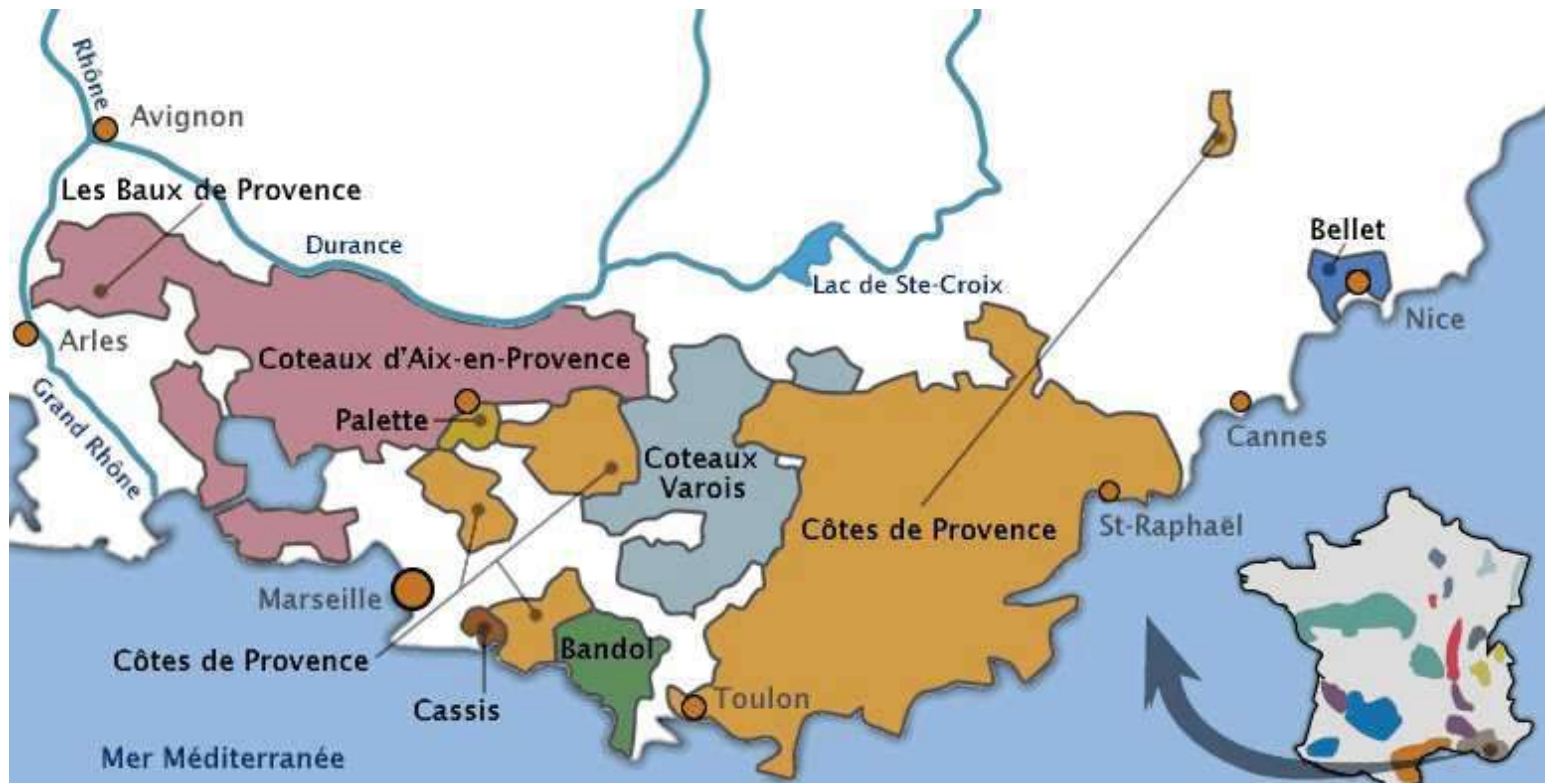 Rhône
Avignon
Les Baux de Provence
Durance
Bellet
Lac de Ste-Croix
Nice
Arles
Coteaux d'Aix-en-Provence
Grand Rhône
Palette
Cannes
Coteaux
Varois
Côtes de Provence
St-Raphaël
Marseille
Côtes de Provence
Bandol
Cassis
Toulon
Mer Méditerranée